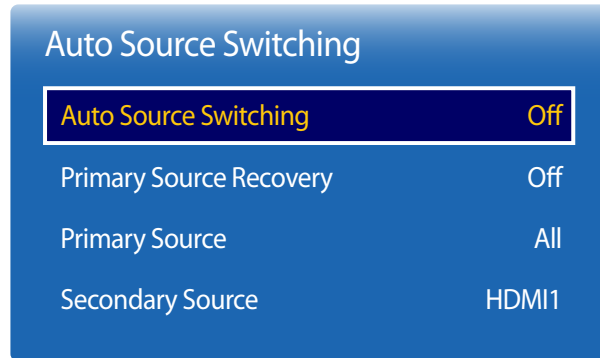 Auto Source Switching
Auto Source Switching Off
Primary Source Recovery Off
Primary Source All
Secondary Source HDMI1